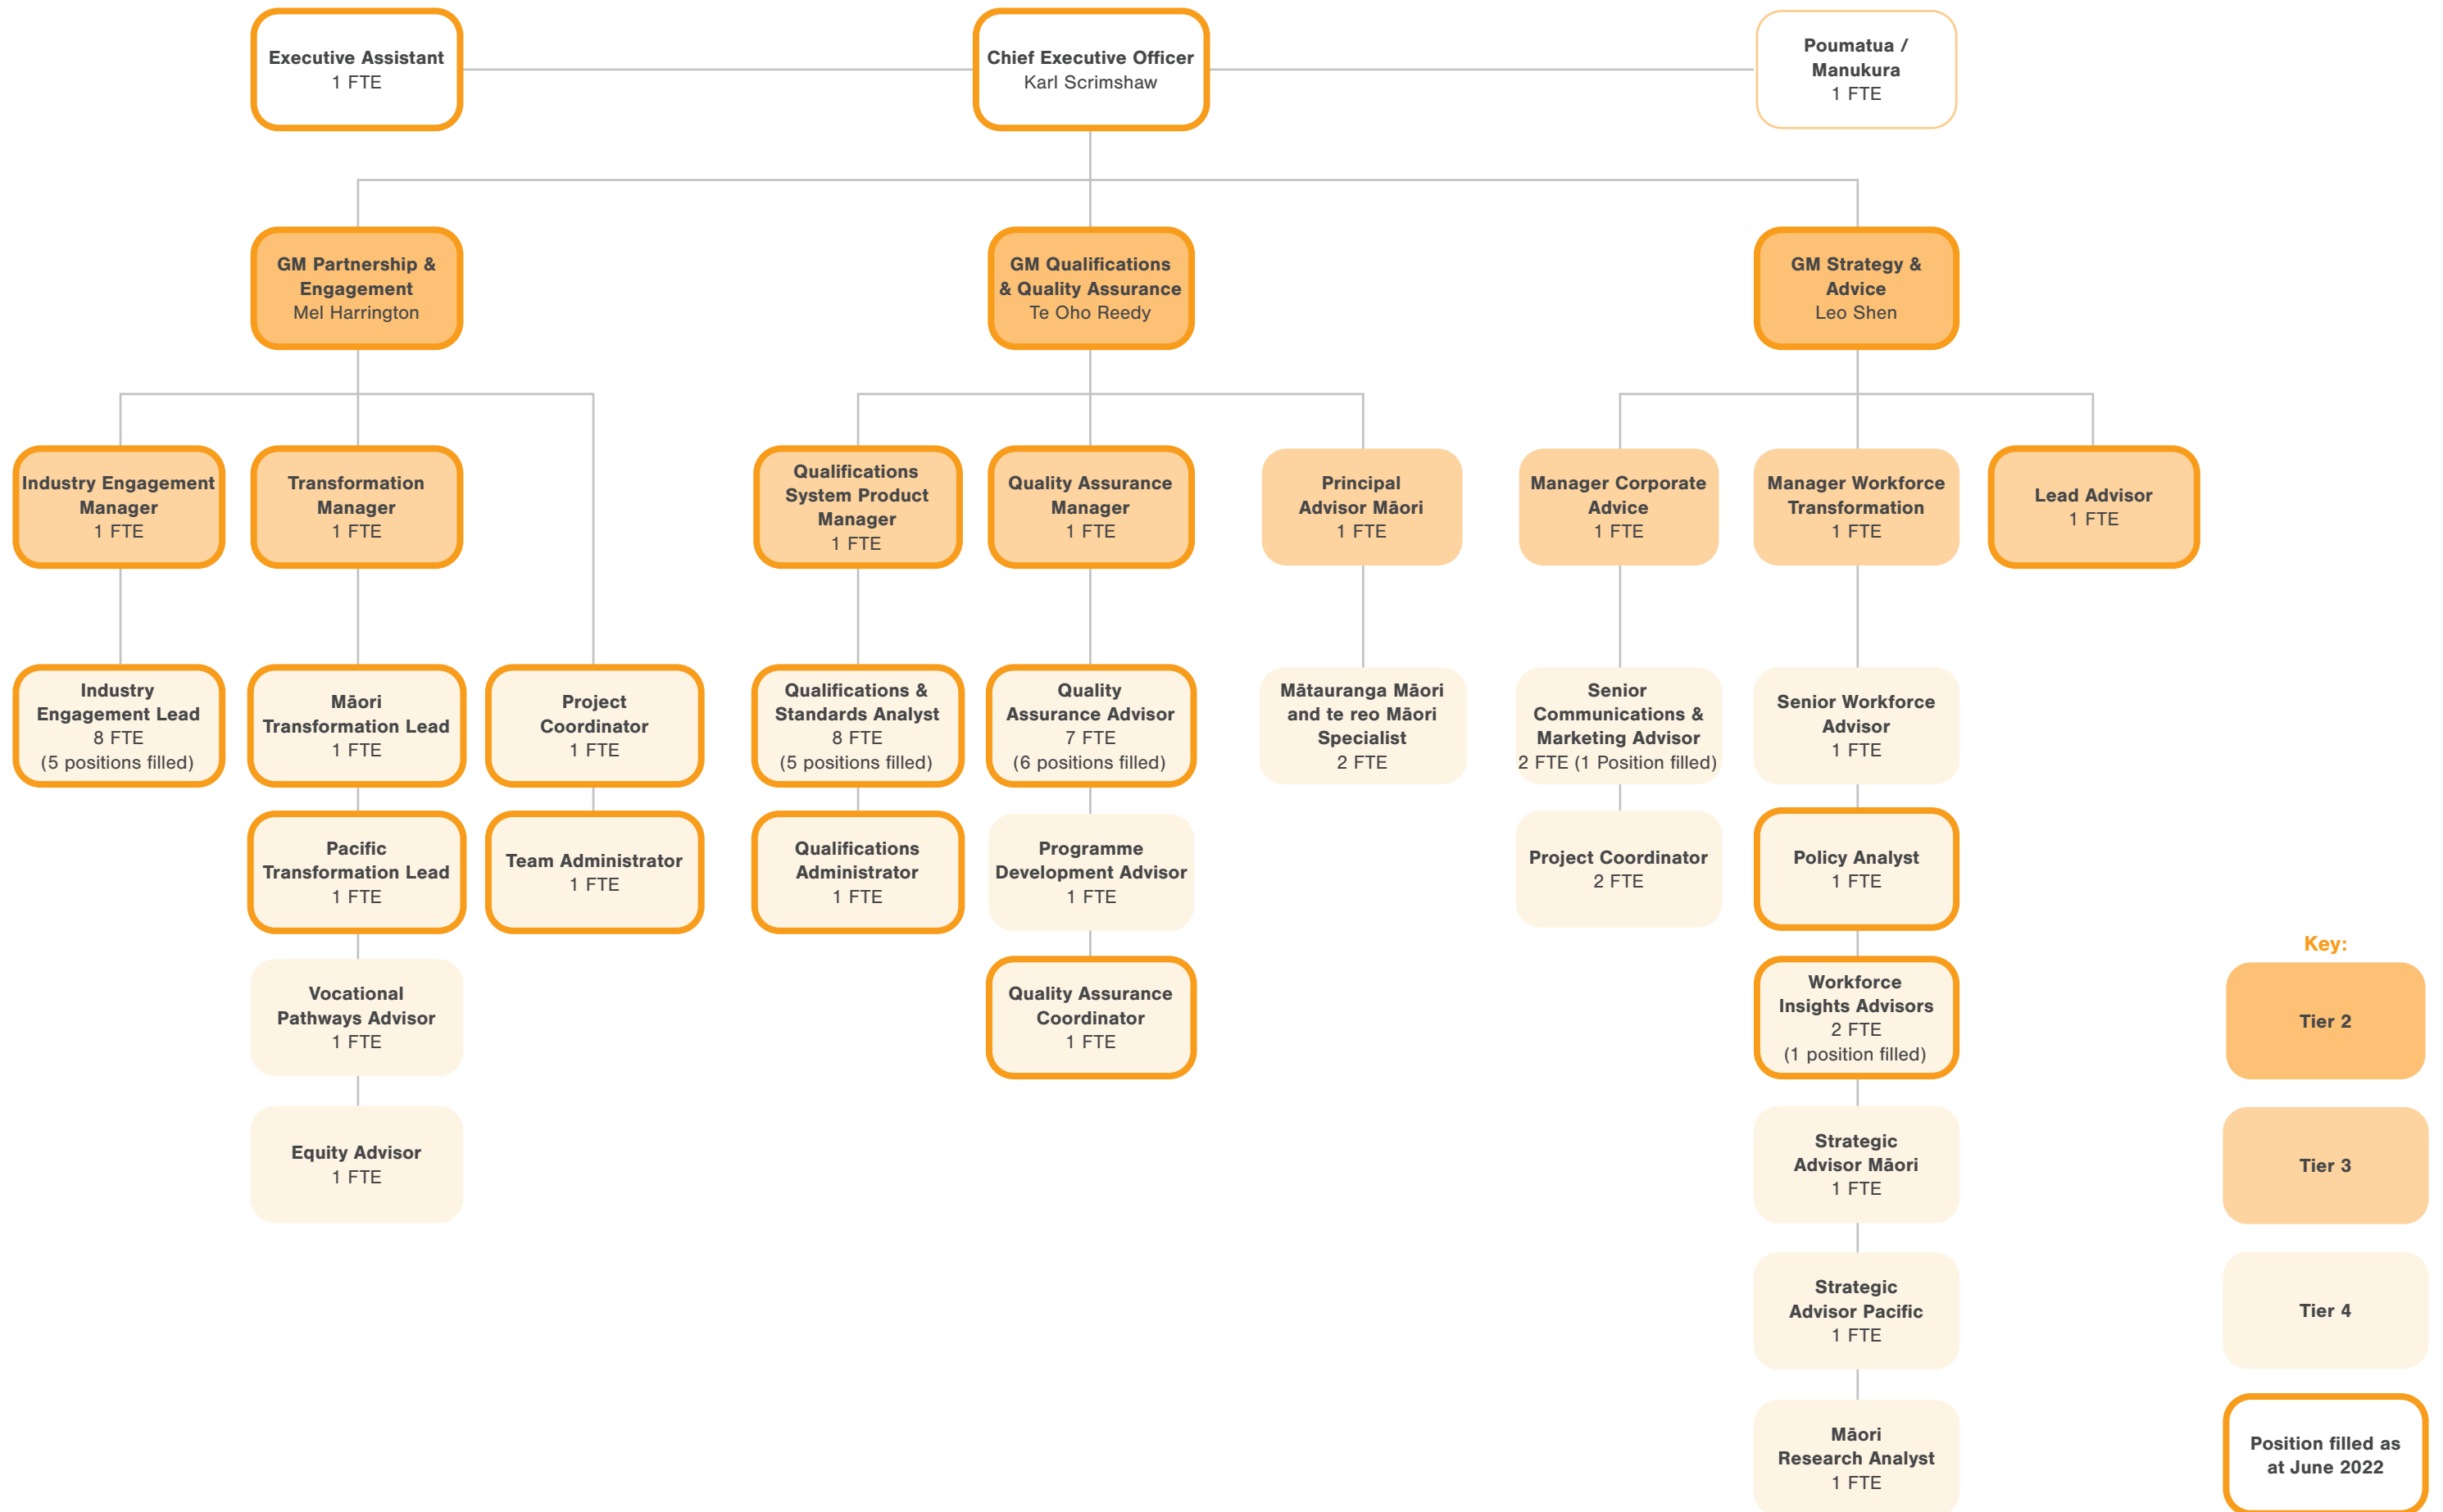 Executive Assistant
1 FTE
Chief Executive Officer
Karl Scrimshaw
Poumatua /
Manukura
1 FTE
GM Partnership &
Engagement
Mel Harrington
GM Qualifications
& Quality Assurance
Te Oho Reedy
GM Strategy &
Advice
Leo Shen
Industry Engagement
Manager
1 FTE
Transformation
Manager
1 FTE
Qualifications
System Product
Manager
1 FTE
Quality Assurance
Manager
1 FTE
Principal
Advisor Māori
1 FTE
Manager Corporate
Advice
1 FTE
Manager Workforce
Transformation
1 FTE
Lead Advisor
1 FTE
Industry
Engagement Lead
8 FTE
(5 positions filled)
Māori
Transformation Lead
1 FTE
Project
Coordinator
1 FTE
Qualifications &
Standards Analyst
8 FTE
(5 positions filled)
Quality
Assurance Advisor
7 FTE
(6 positions filled)
Mātauranga Māori
and te reo Māori
Specialist
2 FTE
Senior
Communications &
Marketing Advisor
2 FTE (1 Position filled)
Senior Workforce
Advisor
1 FTE
Pacific
Transformation Lead
1 FTE
Team Administrator
1 FTE
Qualifications
Administrator
1 FTE
Programme
Development Advisor
1 FTE
Project Coordinator
2 FTE
Policy Analyst
1 FTE
Vocational
Pathways Advisor
1 FTE
Quality Assurance
Coordinator
1 FTE
Workforce
Insights Advisors
2 FTE
(1 position filled)
Equity Advisor
1 FTE
Strategic
Advisor Māori
1 FTE
Strategic
Advisor Pacific
1 FTE
Māori
Research Analyst
1 FTE
Key:
Tier 2
Tier 3
Tier 4
Position filled as
at June 2022